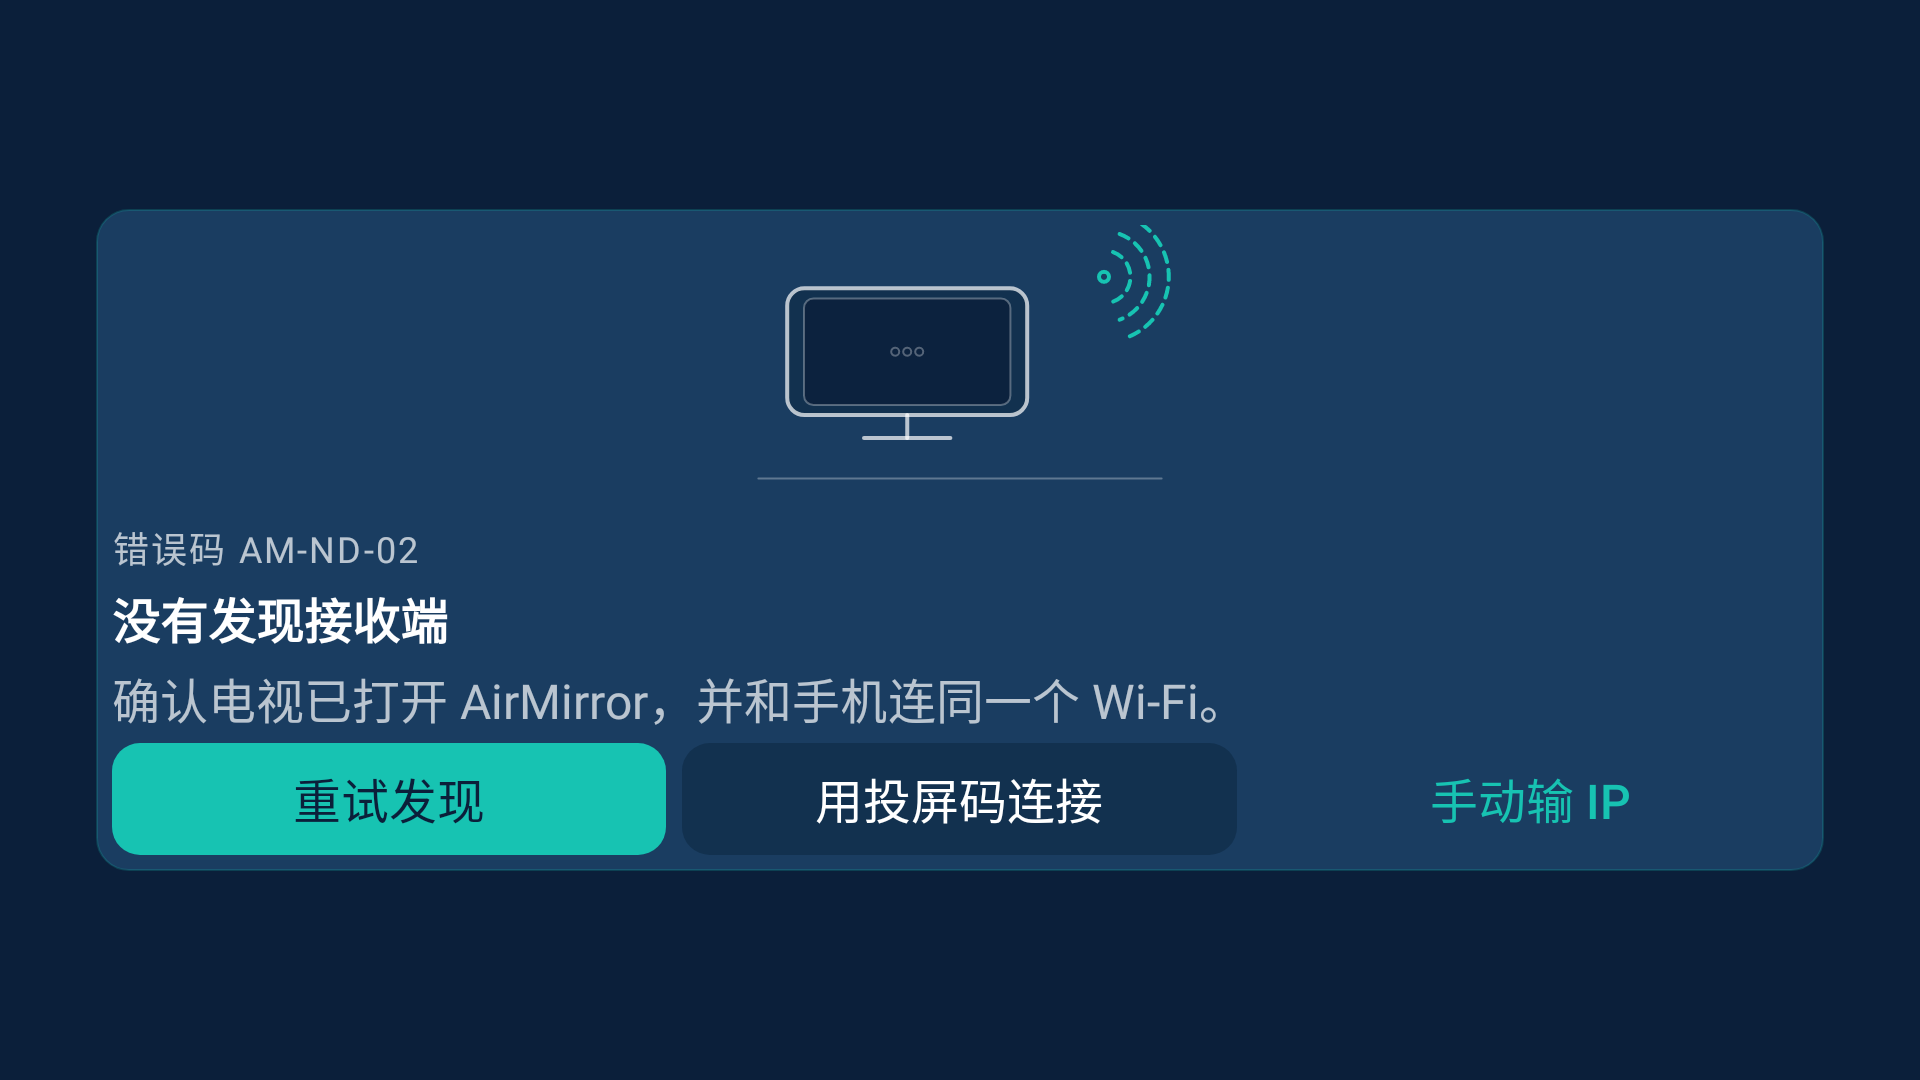 错误码 AM-ND-02
没有发现接收端
确认电视已打开 AirMirror，并和手机连同一个 Wi-Fi。
重试发现
用投屏码连接
手动输 IP